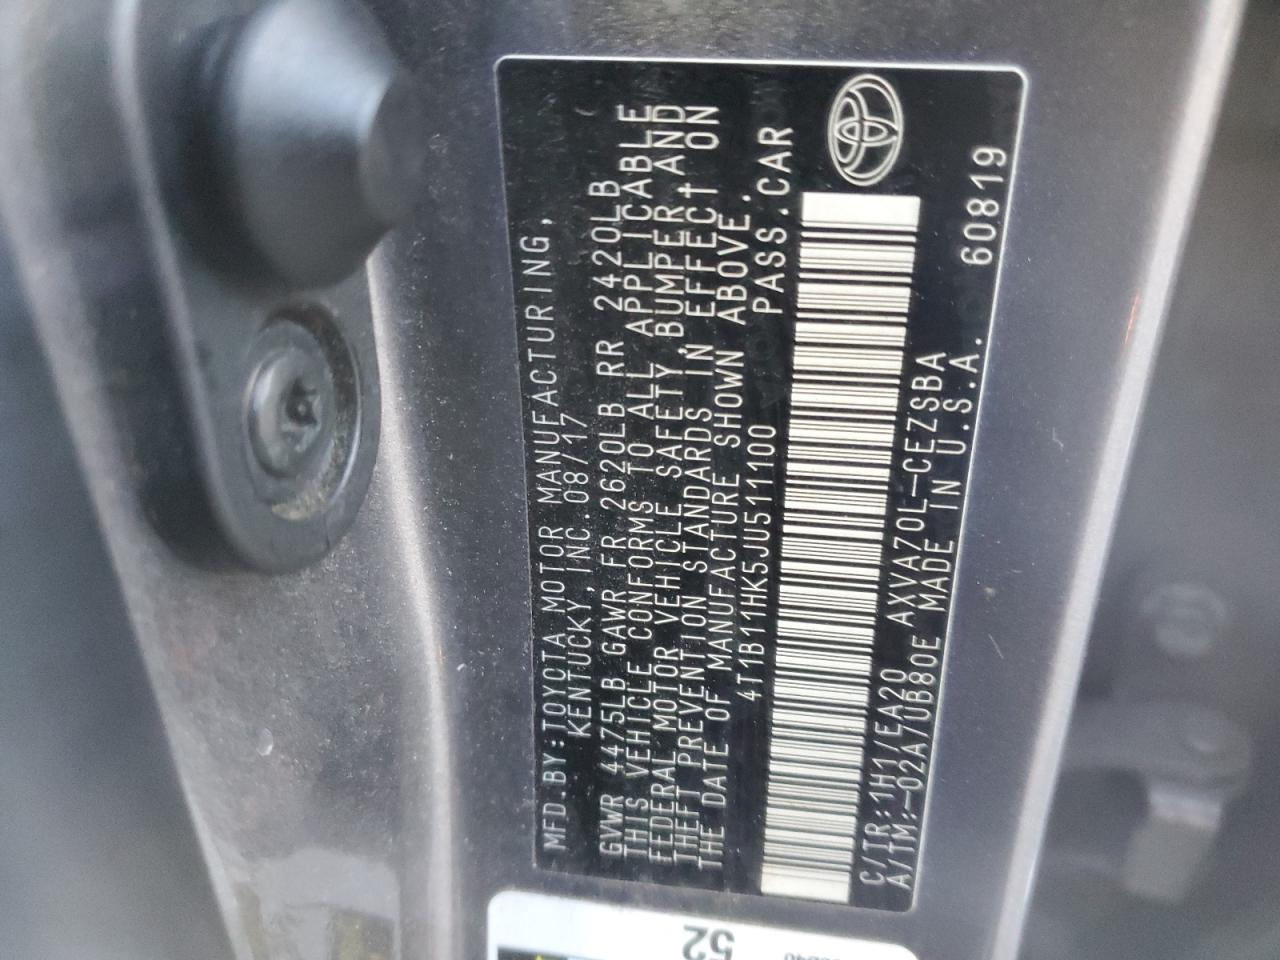 MFD.BY:TOYOTA MOTOR MANUFACTURING,
KENTUCKY, INC. 08/17
GVWR 4475LB GAWR FR 2620LB RR 2420LB
THIS VEHICLE CONFORMS TO ALL APPLICABLE
FEDERAL MOTOR VEHICLE SAFETY, BUMPER, AND
THEFT PREVENTION STANDARDS IN EFFECT ON
THE DATE OF MANUFACTURE SHOWN ABOVE.
4T1B11HK5JU511100 PASS.CAR
C/TR:1H1/EA20 AXVA70L-CEZSBA 60819
A/TM:-02A/UB80E MADE IN U.S.A.
52